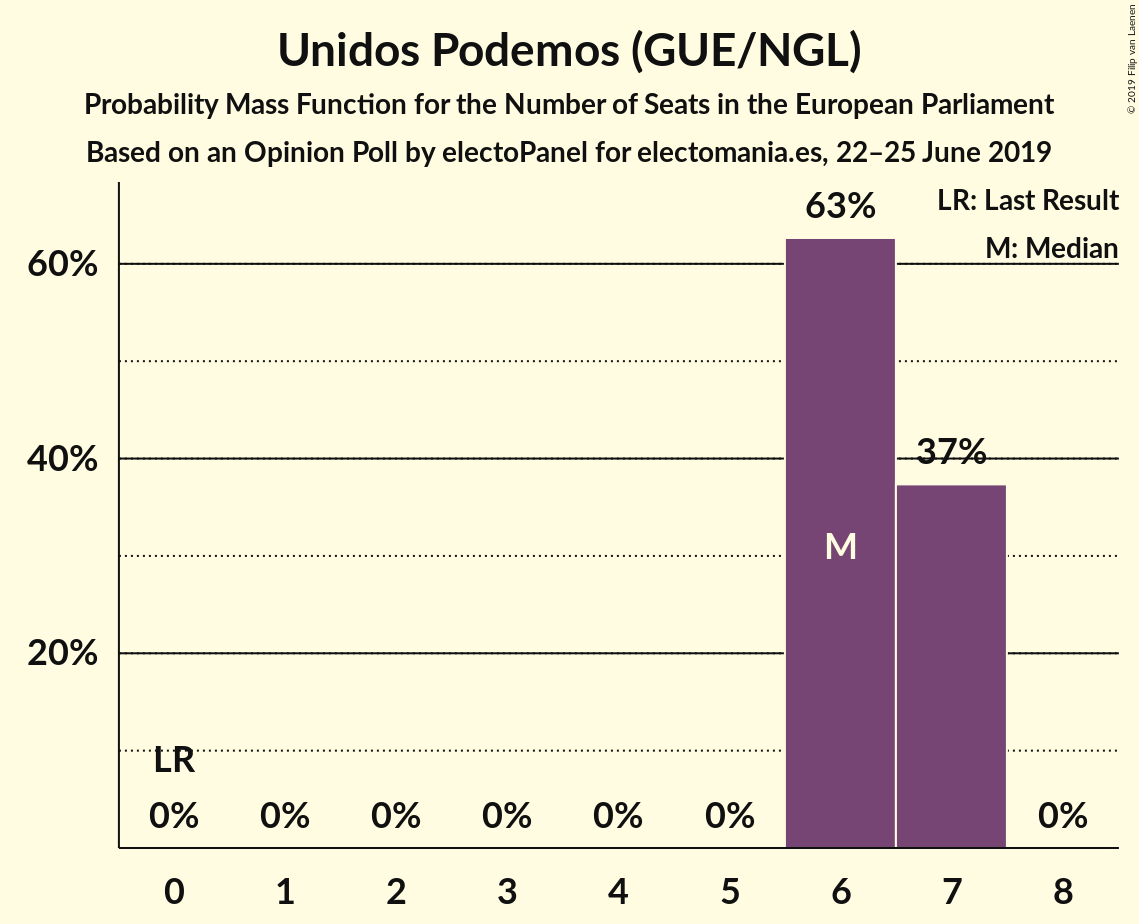 Unidos Podemos (GUE/NGL)
Probability Mass Function for the Number of Seats in the European Parliament
Based on an Opinion Poll by electoPanel for electomania.es, 22–25 June 2019
© 2019 Filip van Laenen
LR: Last Result
M: Median
63%
60%
40%
37%
M
20%
LR
0% 0% 0% 0% 0% 0% 0%
0 1 2 3 4 5 6 7 8